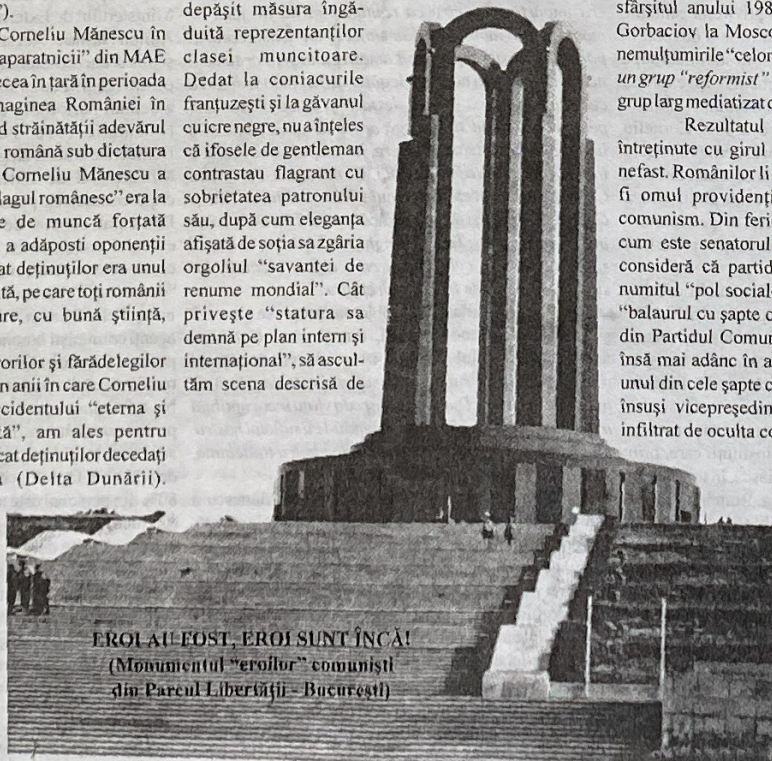 ").
Corneliu Mănescu în
aparatnicii” din MAE
ecea în țară în perioada
maginea României în
d străinătății adevărul
română sub dictatura
Corneliu Mănescu a
lagul românesc” era la
e de muncă forțată
a adăposti oponenții
at deținuților era unul
tă, pe care toți românii
are, cu bună știință,
orilor și fărădelegilor
n anii în care Corneliu
cidentului “eterna și
tă”, am ales pentru
cat deținuților decedați
(Delta Dunării).
depășit măsura îngă-
duită reprezentanților
clasei muncitoare.
Dedat la coniacurile
franțuzești și la găvanul
cu icre negre, nu a înțeles
că ifosele de gentleman
contrastau flagrant cu
sobrietatea patronului
său, după cum eleganța
afișată de soția sa zgâria
orgoliul “savantei de
renume mondial”. Cât
privește “statura sa
demnă pe plan intern și
internațional”, să ascul-
tăm scena descrisă de
sfârșitul anului 198
Gorbaciov la Mosco
nemulțumirile “celor
un grup “reformist”
grup larg mediatizat
Rezultatul
întreținute cu girul
nefast. Românilor li
fi omul providenți
comunism. Din feri
cum este senatorul
consideră că partid
numitul “pol social-
“balaurul cu șapte c
din Partidul Comun
însă mai adânc în a
unul din cele șapte c
însuși vicepreședin
infiltrat de oculta co
EROI AU FOST, EROI SUNT ÎNCĂ!
(Monumentul “eroilor” comuniști
din Parcul Libertății - București)